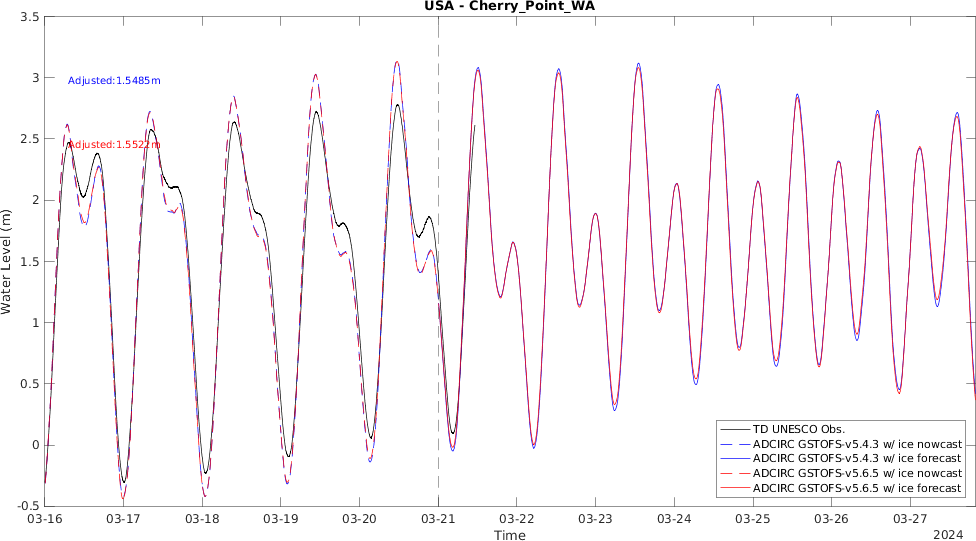 USA - Cherry_Point_WA
3.5
3
2.5
2
1.5
1
0.5
0
-0.5
Water Level (m)
Adjusted:1.5485m
Adjusted:1.5522m
TD UNESCO Obs.
ADCIRC GSTOFS-v5.4.3 w/ ice nowcast
ADCIRC GSTOFS-v5.4.3 w/ ice forecast
ADCIRC GSTOFS-v5.6.5 w/ ice nowcast
ADCIRC GSTOFS-v5.6.5 w/ ice forecast
03-16 03-17 03-18 03-19 03-20 03-21 03-22 03-23 03-24 03-25 03-26 03-27
Time
2024